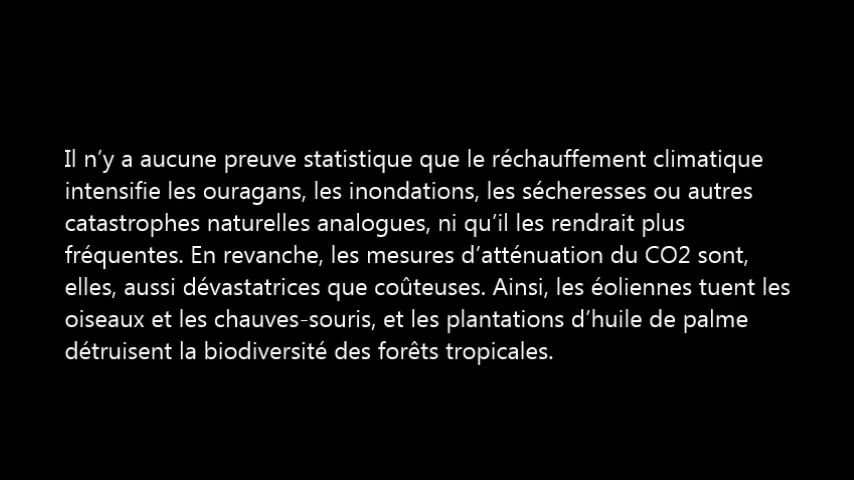 Il n’y a aucune preuve statistique que le réchauffement climatique
intensifie les ouragans, les inondations, les sécheresses ou autres
catastrophes naturelles analogues, ni qu’il les rendrait plus
fréquentes. En revanche, les mesures d’atténuation du CO2 sont,
elles, aussi dévastatrices que coûteuses. Ainsi, les éoliennes tuent les
oiseaux et les chauves-souris, et les plantations d’huile de palme
détruisent la biodiversité des forêts tropicales.